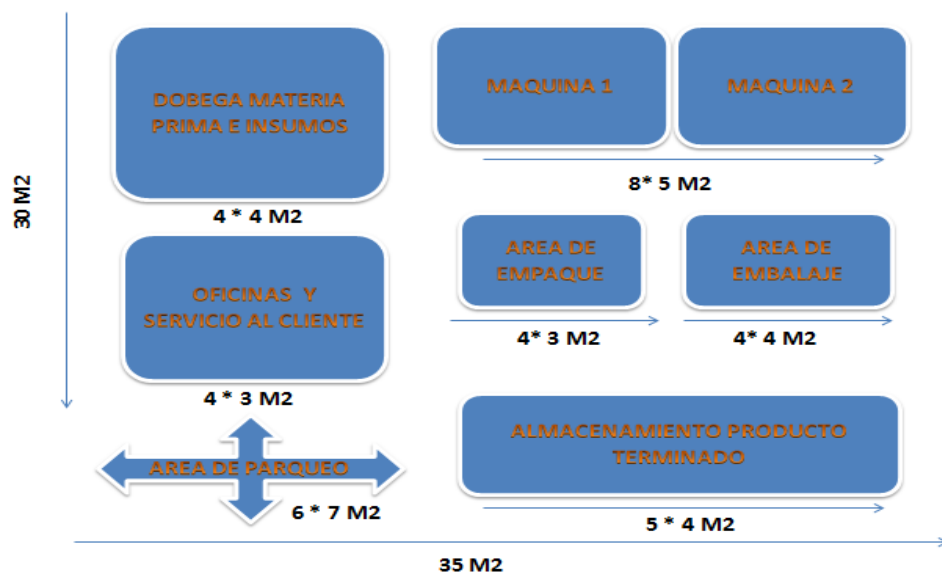 DOBEGA MATERIA
PRIMA E INSUMOS
4 * 4 M2
MAQUINA 1
MAQUINA 2
8* 5 M2
30 M2
OFICINAS Y
SERVICIO AL CLIENTE
4 * 3 M2
AREA DE
EMPAQUE
4* 3 M2
AREA DE
EMBALAJE
4* 4 M2
AREA DE PARQUEO
6 * 7 M2
ALMACENAMIENTO PRODUCTO
TERMINADO
5 * 4 M2
35 M2